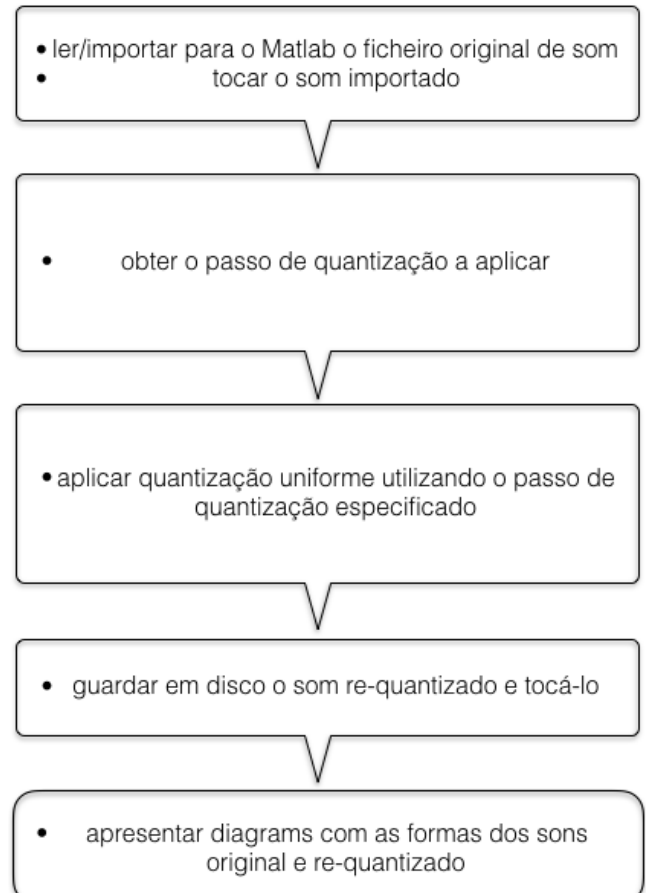 • ler/importar para o Matlab o ficheiro original de som
• tocar o som importado
• obter o passo de quantização a aplicar
• aplicar quantização uniforme utilizando o passo de
quantização especificado
• guardar em disco o som re-quantizado e tocá-lo
• apresentar diagrams com as formas dos sons
original e re-quantizado